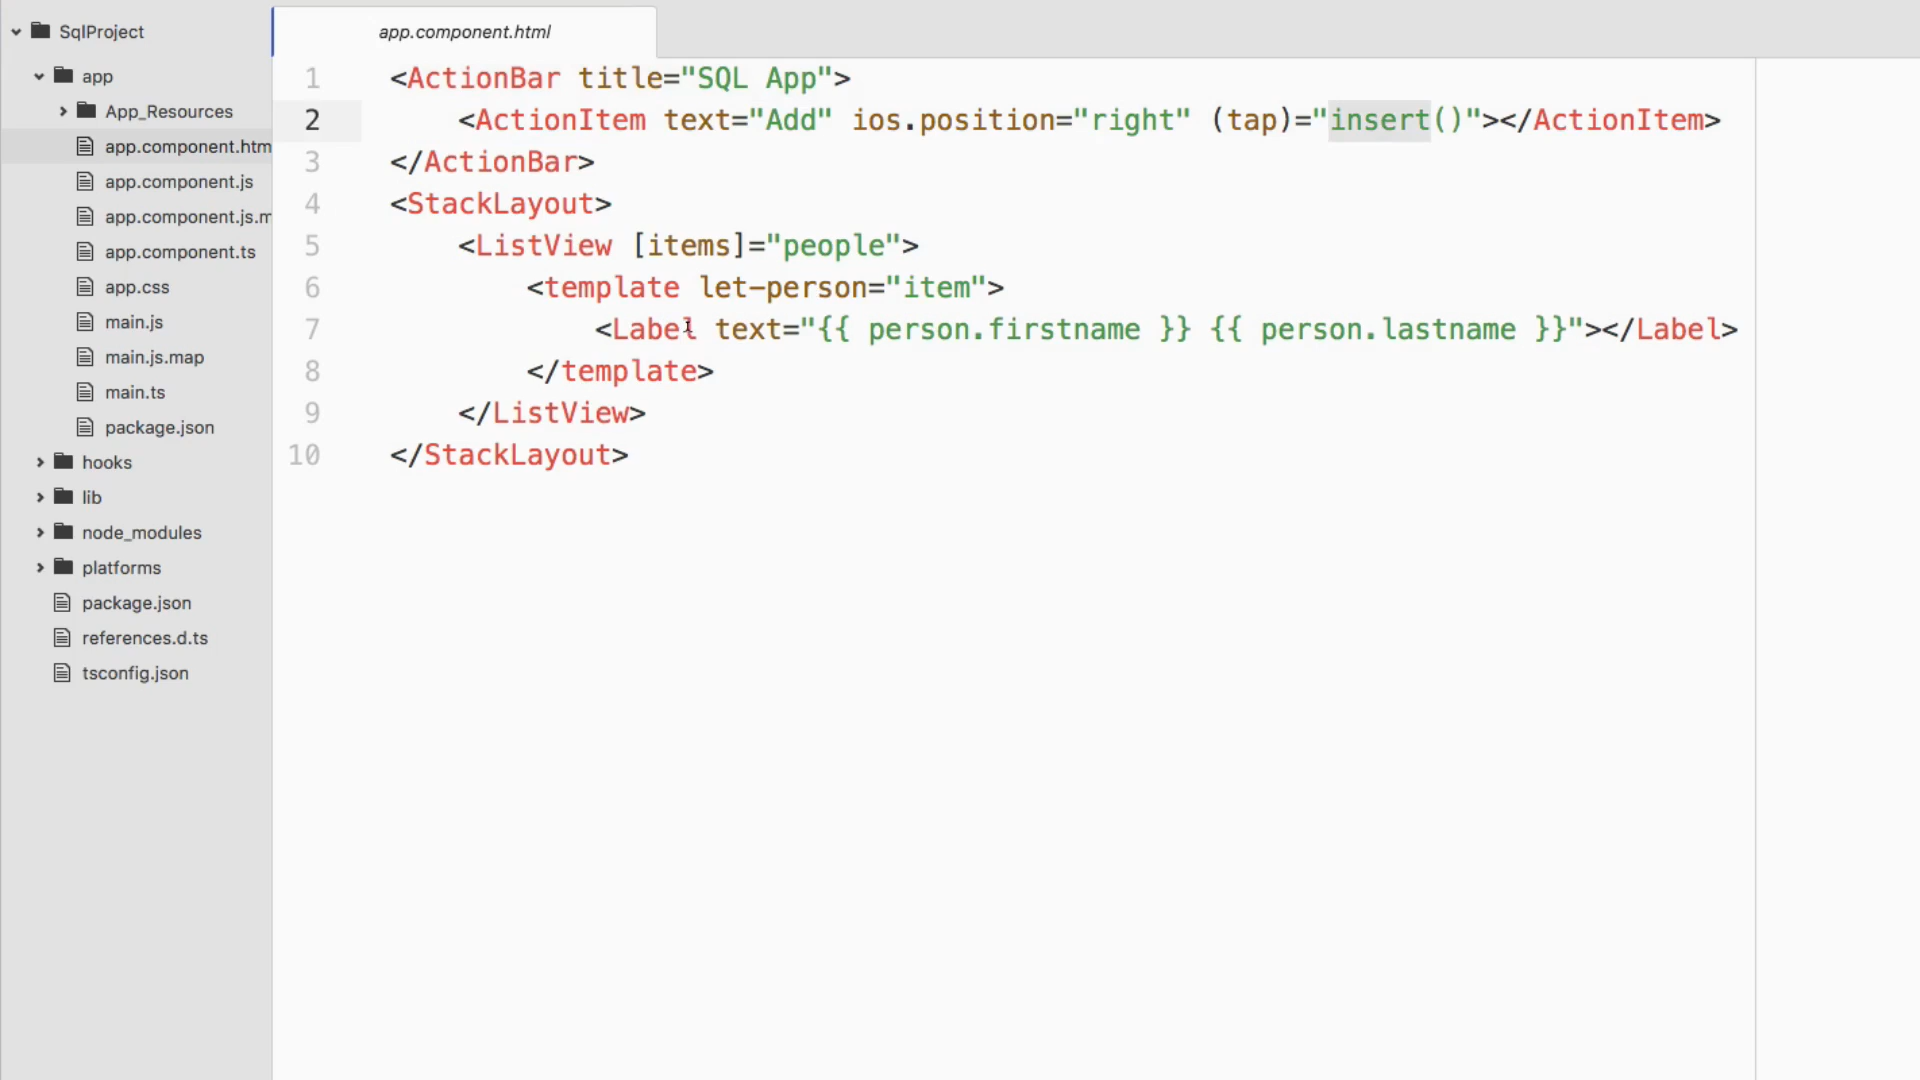 SqlProject
app
App_Resources
app.component.htm
app.component.js
app.component.js.m
app.component.ts
app.css
main.js
main.js.map
main.ts
package.json
hooks
lib
node_modules
platforms
package.json
references.d.ts
tsconfig.json
app.component.html
1 <ActionBar title="SQL App">
2 <ActionItem text="Add" ios.position="right" (tap)="insert()"></ActionItem>
3 </ActionBar>
4 <StackLayout>
5 <ListView [items]="people">
6 <template let-person="item">
7 <Label text="{{ person.firstname }} {{ person.lastname }}"></Label>
8 </template>
9 </ListView>
10 </StackLayout>